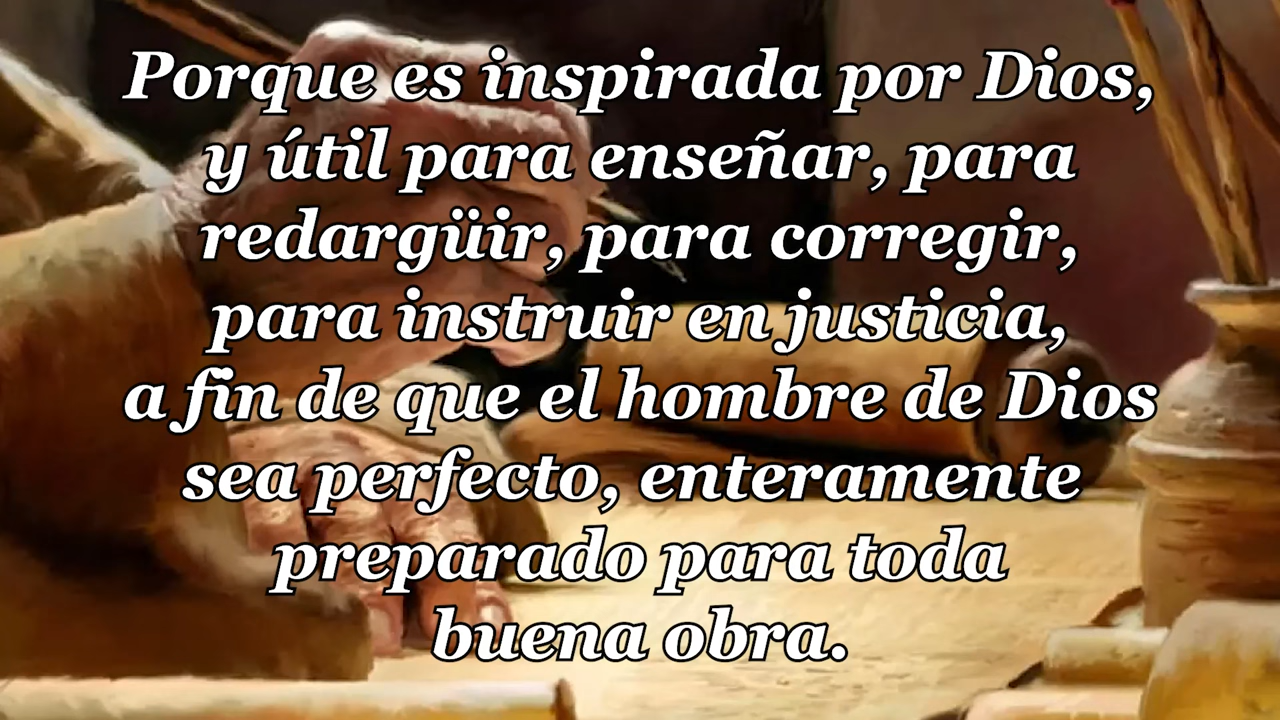 Porque es inspirada por Dios,
y útil para enseñar, para
redargüir, para corregir,
para instruir en justicia,
a fin de que el hombre de Dios
sea perfecto, enteramente
preparado para toda
buena obra.